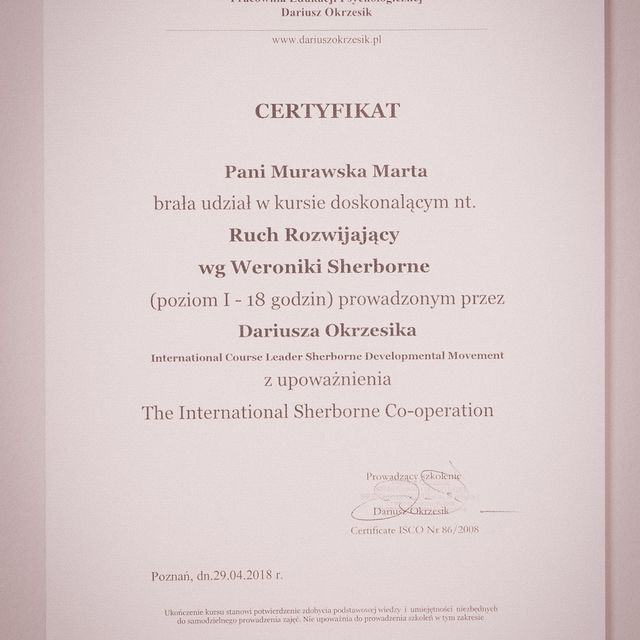 Pracownia Edukacji Psychologicznej
Dariusz Okrzesik
www.dariuszokrzesik.pl
CERTYFIKAT
Pani Murawska Marta
brała udział w kursie doskonalącym nt.
Ruch Rozwijający
wg Weroniki Sherborne
(poziom I - 18 godzin) prowadzonym przez
Dariusza Okrzesika
International Course Leader Sherborne Developmental Movement
z upoważnienia
The International Sherborne Co-operation
Prowadzący szkolenie
Dariusz Okrzesik
Certificate ISCO Nr 86/2008
Poznań, dn.29.04.2018 r.
Ukończenie kursu stanowi potwierdzenie zdobycia podstawowej wiedzy i umiejętności niezbędnych
do samodzielnego prowadzenia zajęć. Nie upoważnia do prowadzenia szkoleń w tym zakresie